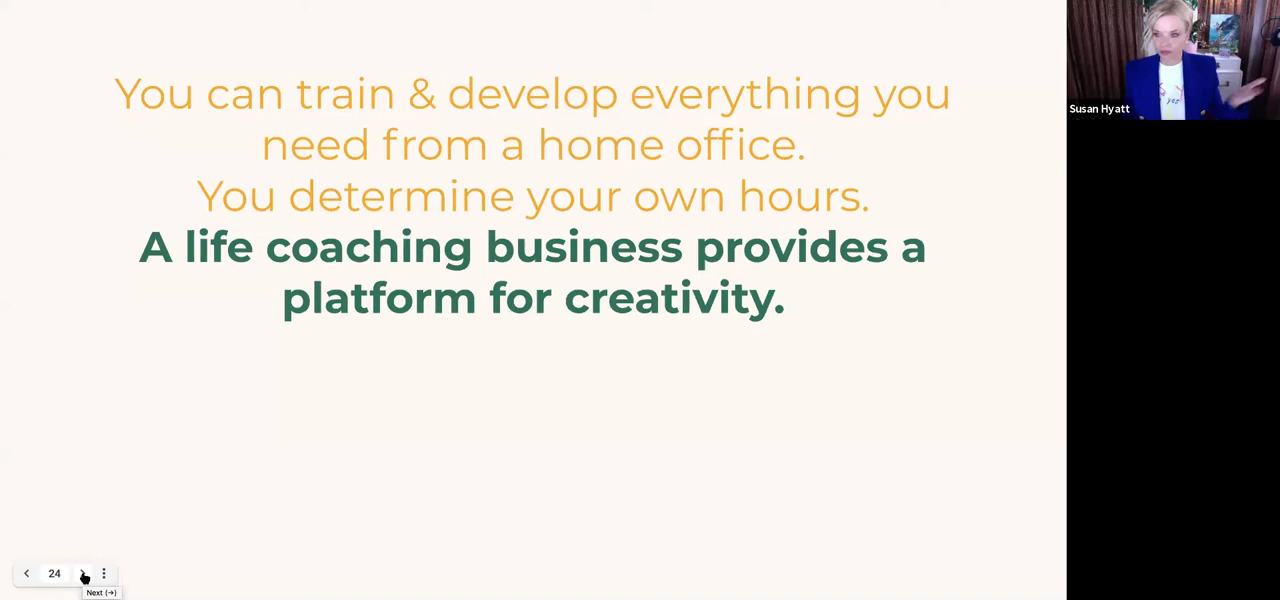 You can train & develop everything you
need from a home office.
You determine your own hours.
A life coaching business provides a
platform for creativity.
Susan Hyatt
yes
24
Next (→)